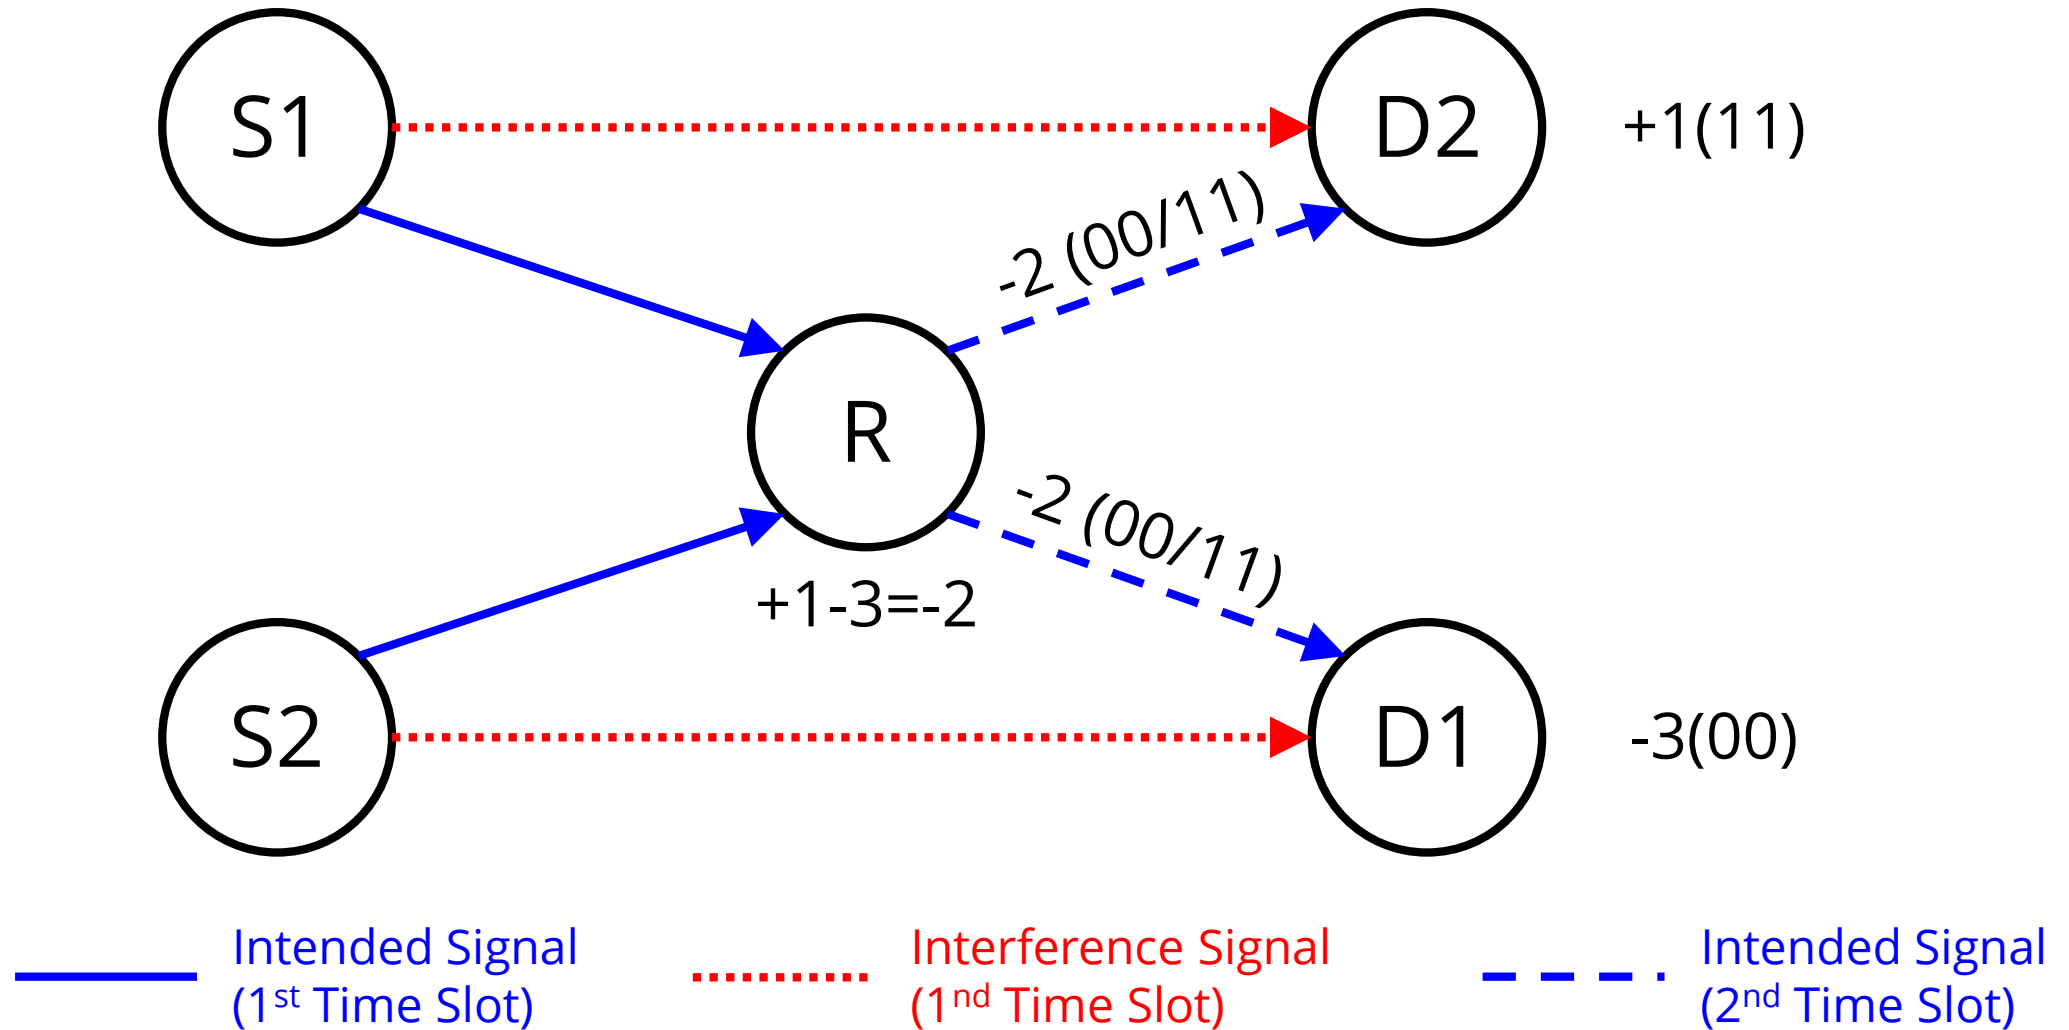 S1
D2
+1(11)
-2 (00/11)
R
-2 (00/11)
+1-3=-2
S2
D1
-3(00)
Intended Signal
(1st Time Slot)
Interference Signal
(1nd Time Slot)
Intended Signal
(2nd Time Slot)